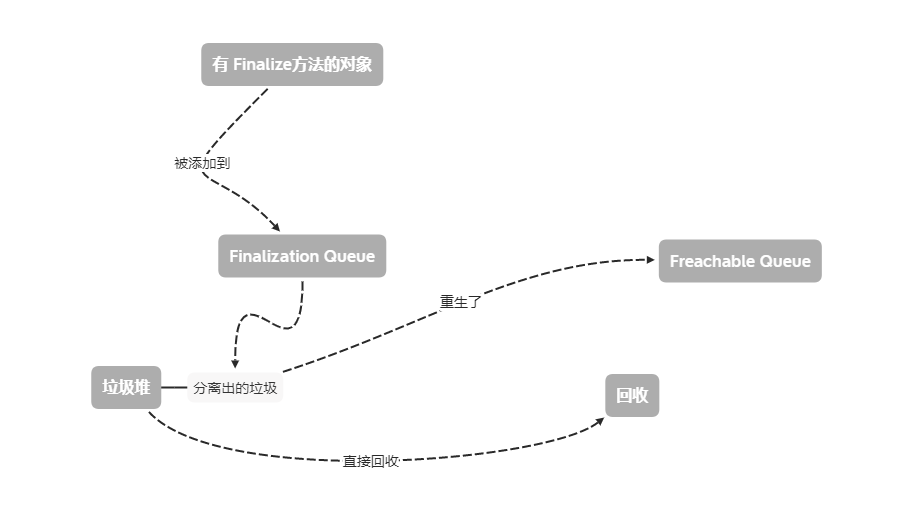 有 Finalize方法的对象
被添加到
Finalization Queue
Freachable Queue
重生了
垃圾堆
分离出的垃圾
回收
直接回收